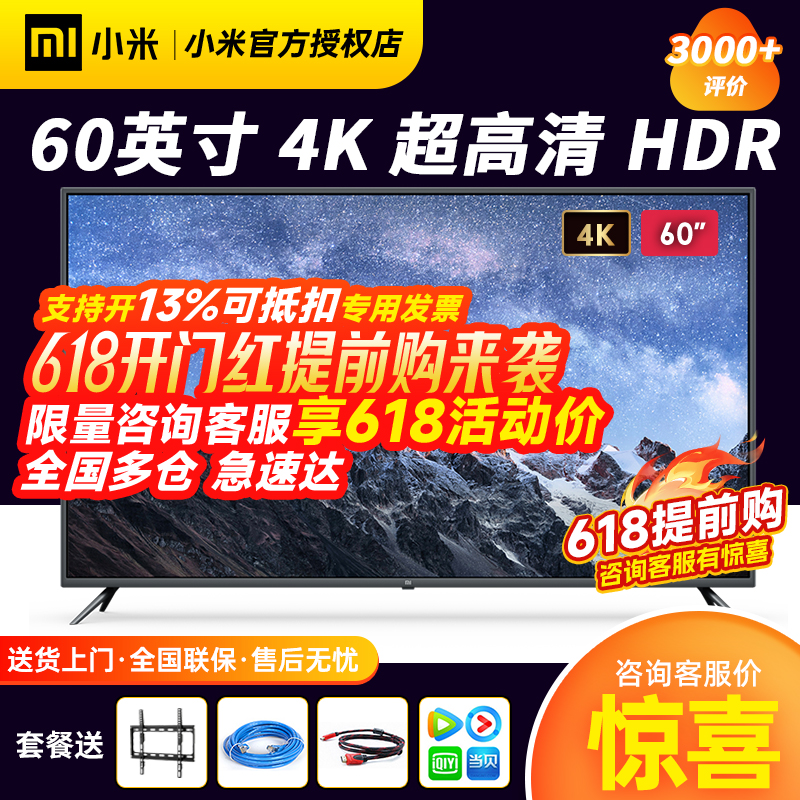 mi 小米 | 小米官方授权店
3000+
评价
60英寸 4K 超高清 HDR
4K
60"
支持开13%可抵扣专用发票
618开门红提前购来袭
限量咨询客服享618活动价
全国多仓 急速达
618提前购
咨询客服有惊喜
mi
送货上门·全国联保·售后无忧
咨询客服价
惊喜
套餐送
QIY
当贝